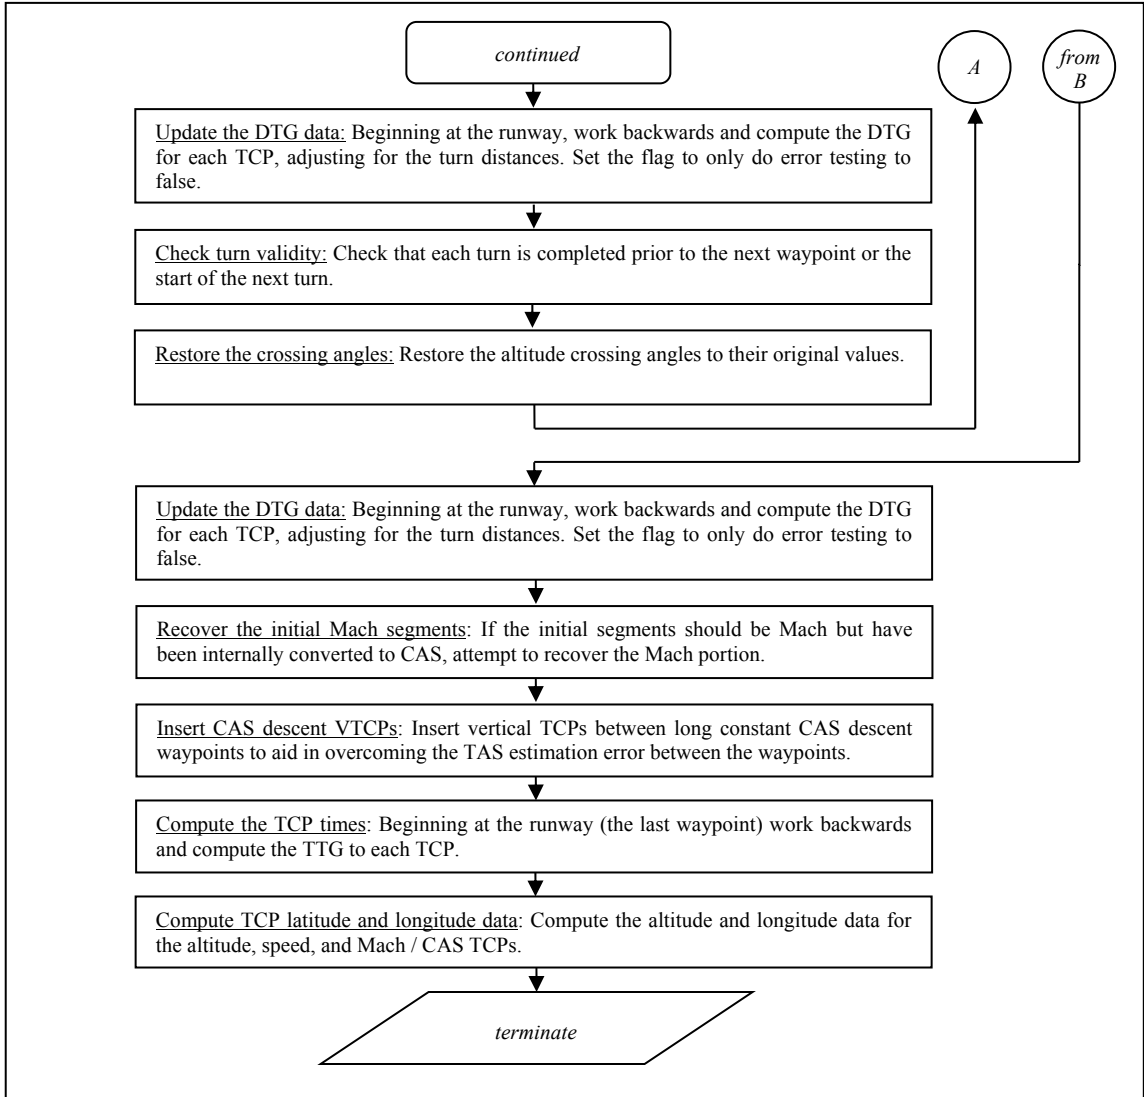 continued
A
from
B
Update the DTG data: Beginning at the runway, work backwards and compute the DTG
for each TCP, adjusting for the turn distances. Set the flag to only do error testing to
false.
Check turn validity: Check that each turn is completed prior to the next waypoint or the
start of the next turn.
Restore the crossing angles: Restore the altitude crossing angles to their original values.
Update the DTG data: Beginning at the runway, work backwards and compute the DTG
for each TCP, adjusting for the turn distances. Set the flag to only do error testing to
false.
Recover the initial Mach segments: If the initial segments should be Mach but have
been internally converted to CAS, attempt to recover the Mach portion.
Insert CAS descent VTCPs: Insert vertical TCPs between long constant CAS descent
waypoints to aid in overcoming the TAS estimation error between the waypoints.
Compute the TCP times: Beginning at the runway (the last waypoint) work backwards
and compute the TTG to each TCP.
Compute TCP latitude and longitude data: Compute the altitude and longitude data for
the altitude, speed, and Mach / CAS TCPs.
terminate